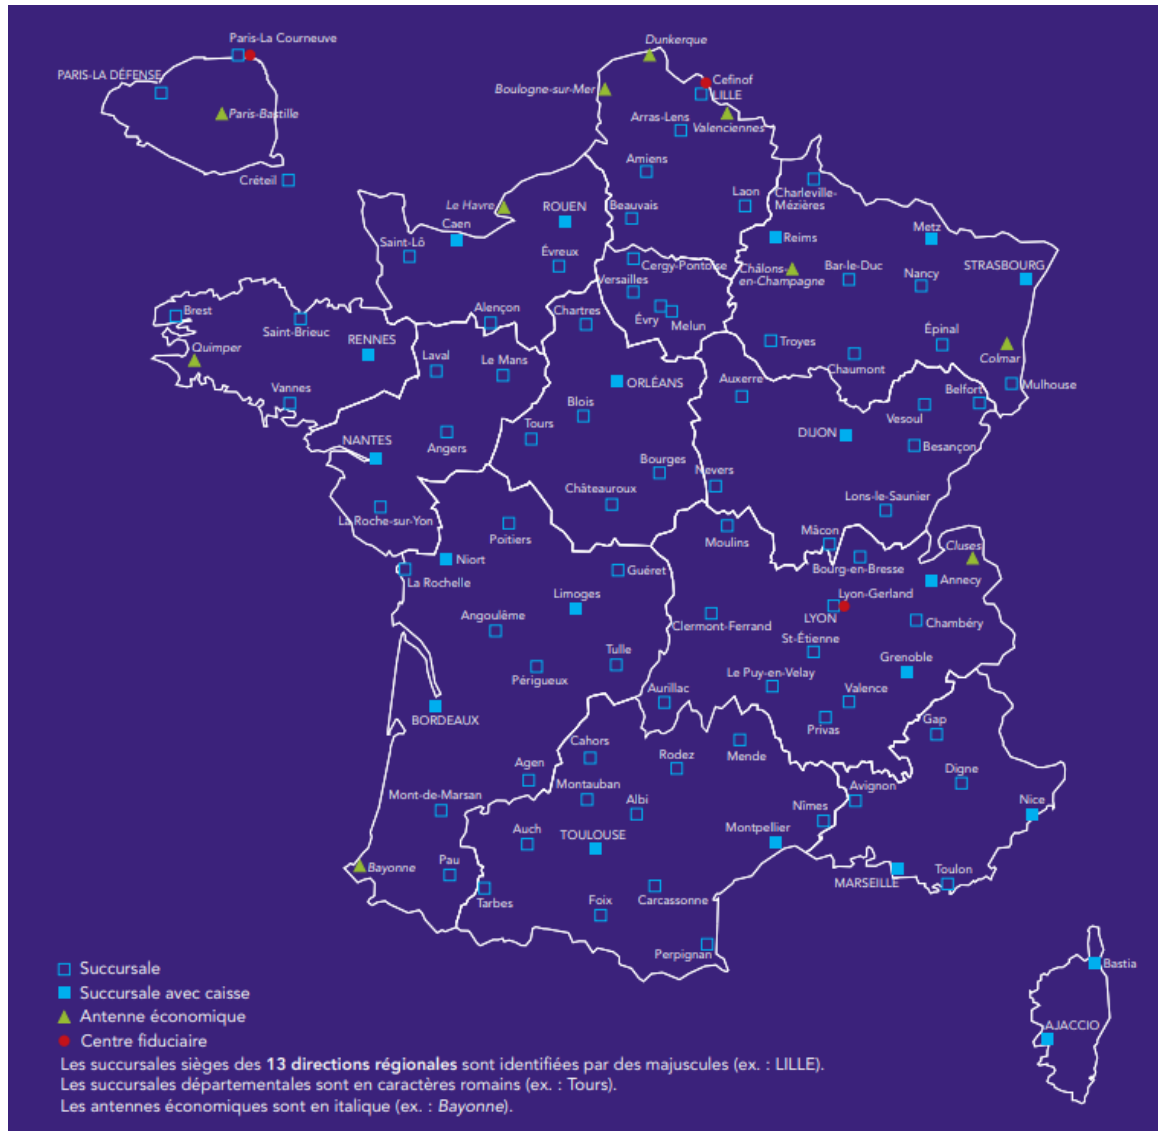 Paris-La Courneuve
PARIS-LA DÉFENSE
Paris-Bastille
Créteil
Dunkerque
Boulogne-sur-Mer
Cefinof
LILLE
Arras-Lens
Valenciennes
Amiens
Beauvais
Laon
Charleville-
Mézières
Le Havre
ROUEN
Caen
Saint-Lô
Évreux
Reims
Metz
Cergy-Pontoise
Versailles
Châlons-
en-Champagne
Bar-le-Duc
Nancy
STRASBOURG
Évry
Melun
Alençon
Chartres
Brest
Saint-Brieuc
RENNES
Quimper
Vannes
Laval
Le Mans
Troyes
Chaumont
Épinal
Colmar
Mulhouse
Belfort
Auxerre
ORLÉANS
Blois
Tours
Vesoul
NANTES
Angers
DIJON
Besançon
Bourges
Nevers
Châteauroux
Lons-le-Saunier
La Roche-sur-Yon
Poitiers
Moulins
Mâcon
Bourg-en-Bresse
Cluses
Niort
La Rochelle
Guéret
Annecy
Limoges
Angoulême
Clermont-Ferrand
Lyon-Gerland
LYON
Chambéry
St-Étienne
Grenoble
Tulle
Périgueux
Le Puy-en-Velay
Aurillac
Valence
Privas
BORDEAUX
Gap
Cahors
Rodez
Mende
Agen
Montauban
Digne
Mont-de-Marsan
Albi
Avignon
Nîmes
Nice
Auch
TOULOUSE
Montpellier
Bayonne
Pau
Tarbes
MARSEILLE
Toulon
Foix
Carcassonne
Perpignan
Bastia
AJACCIO
Succursale
Succursale avec caisse
Antenne économique
Centre fiduciaire
Les succursales sièges des 13 directions régionales sont identifiées par des majuscules (ex. : LILLE).
Les succursales départementales sont en caractères romains (ex. : Tours).
Les antennes économiques sont en italique (ex. : Bayonne).